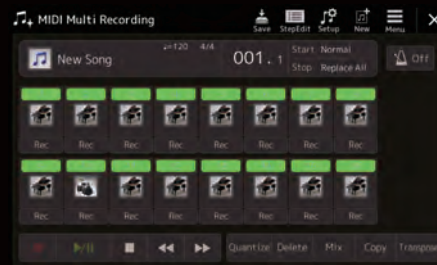 MIDI Multi Recording
Save StepEdit Setup New Menu
New Song
♩=120 4/4
001. 1
Start Normal
Stop Replace All
Off
Rec Rec Rec Rec Rec Rec Rec Rec
Rec Rec Rec Rec Rec Rec Rec Rec
Quantize Delete Mix Copy Transpose